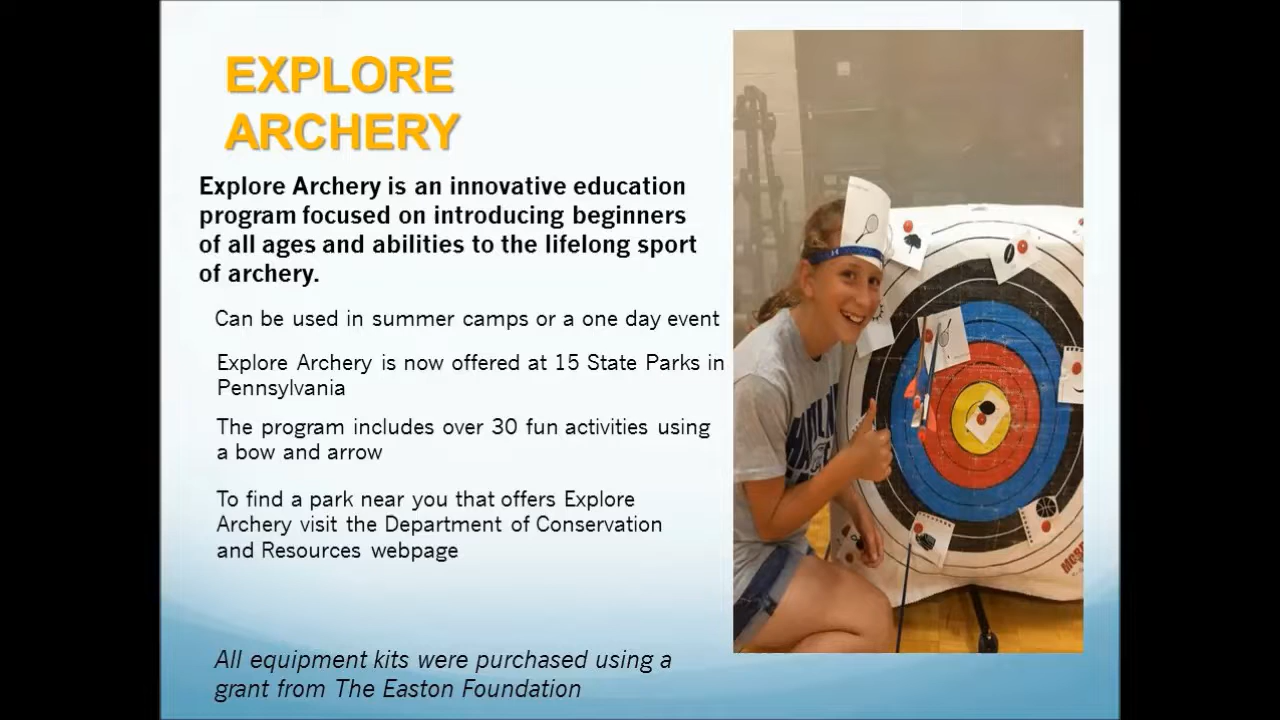 EXPLORE
ARCHERY
Explore Archery is an innovative education
program focused on introducing beginners
of all ages and abilities to the lifelong sport
of archery.
Can be used in summer camps or a one day event
Explore Archery is now offered at 15 State Parks in
Pennsylvania
The program includes over 30 fun activities using
a bow and arrow
To find a park near you that offers Explore
Archery visit the Department of Conservation
and Resources webpage
All equipment kits were purchased using a
grant from The Easton Foundation